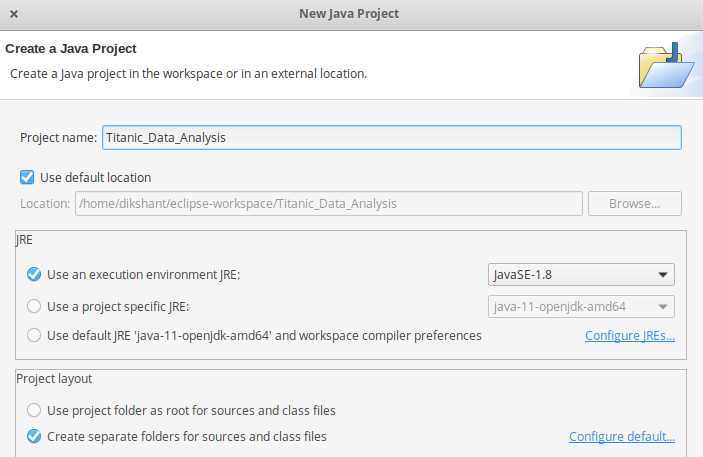 New Java Project
Create a Java Project
Create a Java project in the workspace or in an external location.
Project name: Titanic_Data_Analysis
Use default location
Location: /home/dikshant/eclipse-workspace/Titanic_Data_Analysis Browse...
JRE
Use an execution environment JRE: JavaSE-1.8
Use a project specific JRE: java-11-openjdk-amd64
Use default JRE 'java-11-openjdk-amd64' and workspace compiler preferences Configure JREs...
Project layout
Use project folder as root for sources and class files
Create separate folders for sources and class files Configure default...